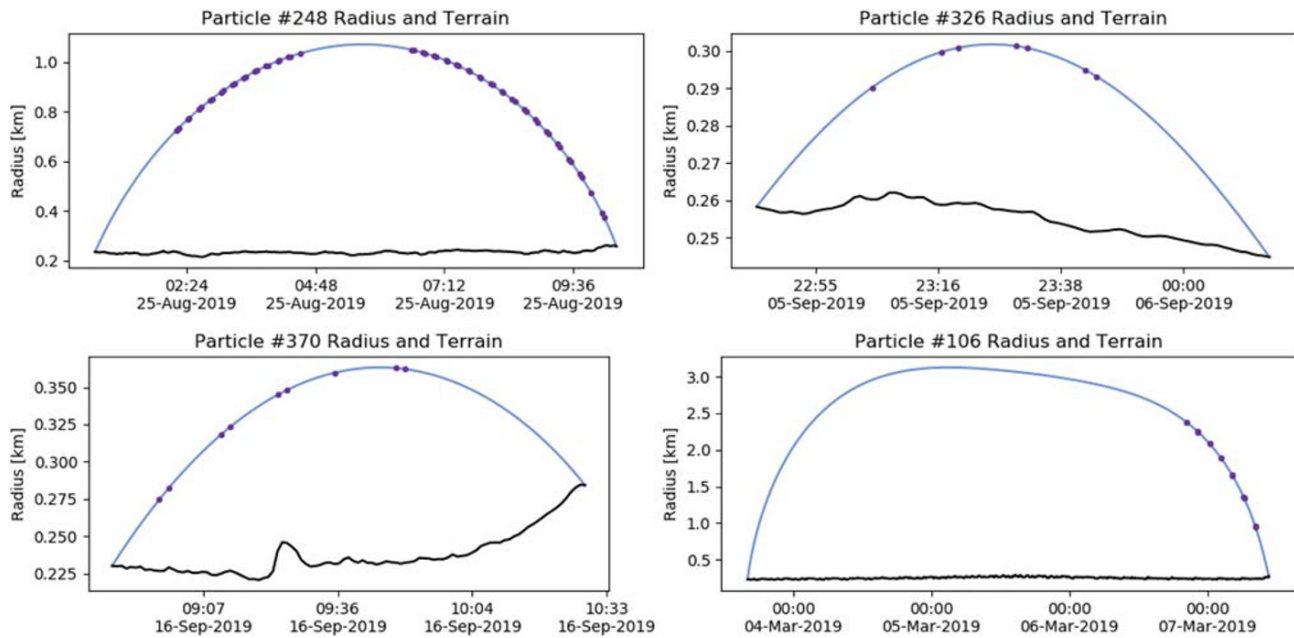 Particle #248 Radius and Terrain
Radius [km]
1.0
0.8
0.6
0.4
0.2
02:24 04:48 07:12 09:36
25-Aug-2019 25-Aug-2019 25-Aug-2019 25-Aug-2019
Particle #326 Radius and Terrain
Radius [km]
0.30
0.29
0.28
0.27
0.26
0.25
22:55 23:16 23:38 00:00
05-Sep-2019 05-Sep-2019 05-Sep-2019 06-Sep-2019
Particle #370 Radius and Terrain
Radius [km]
0.350
0.325
0.300
0.275
0.250
0.225
09:07 09:36 10:04 10:33
16-Sep-2019 16-Sep-2019 16-Sep-2019 16-Sep-2019
Particle #106 Radius and Terrain
Radius [km]
3.0
2.5
2.0
1.5
1.0
0.5
00:00 00:00 00:00 00:00
04-Mar-2019 05-Mar-2019 06-Mar-2019 07-Mar-2019